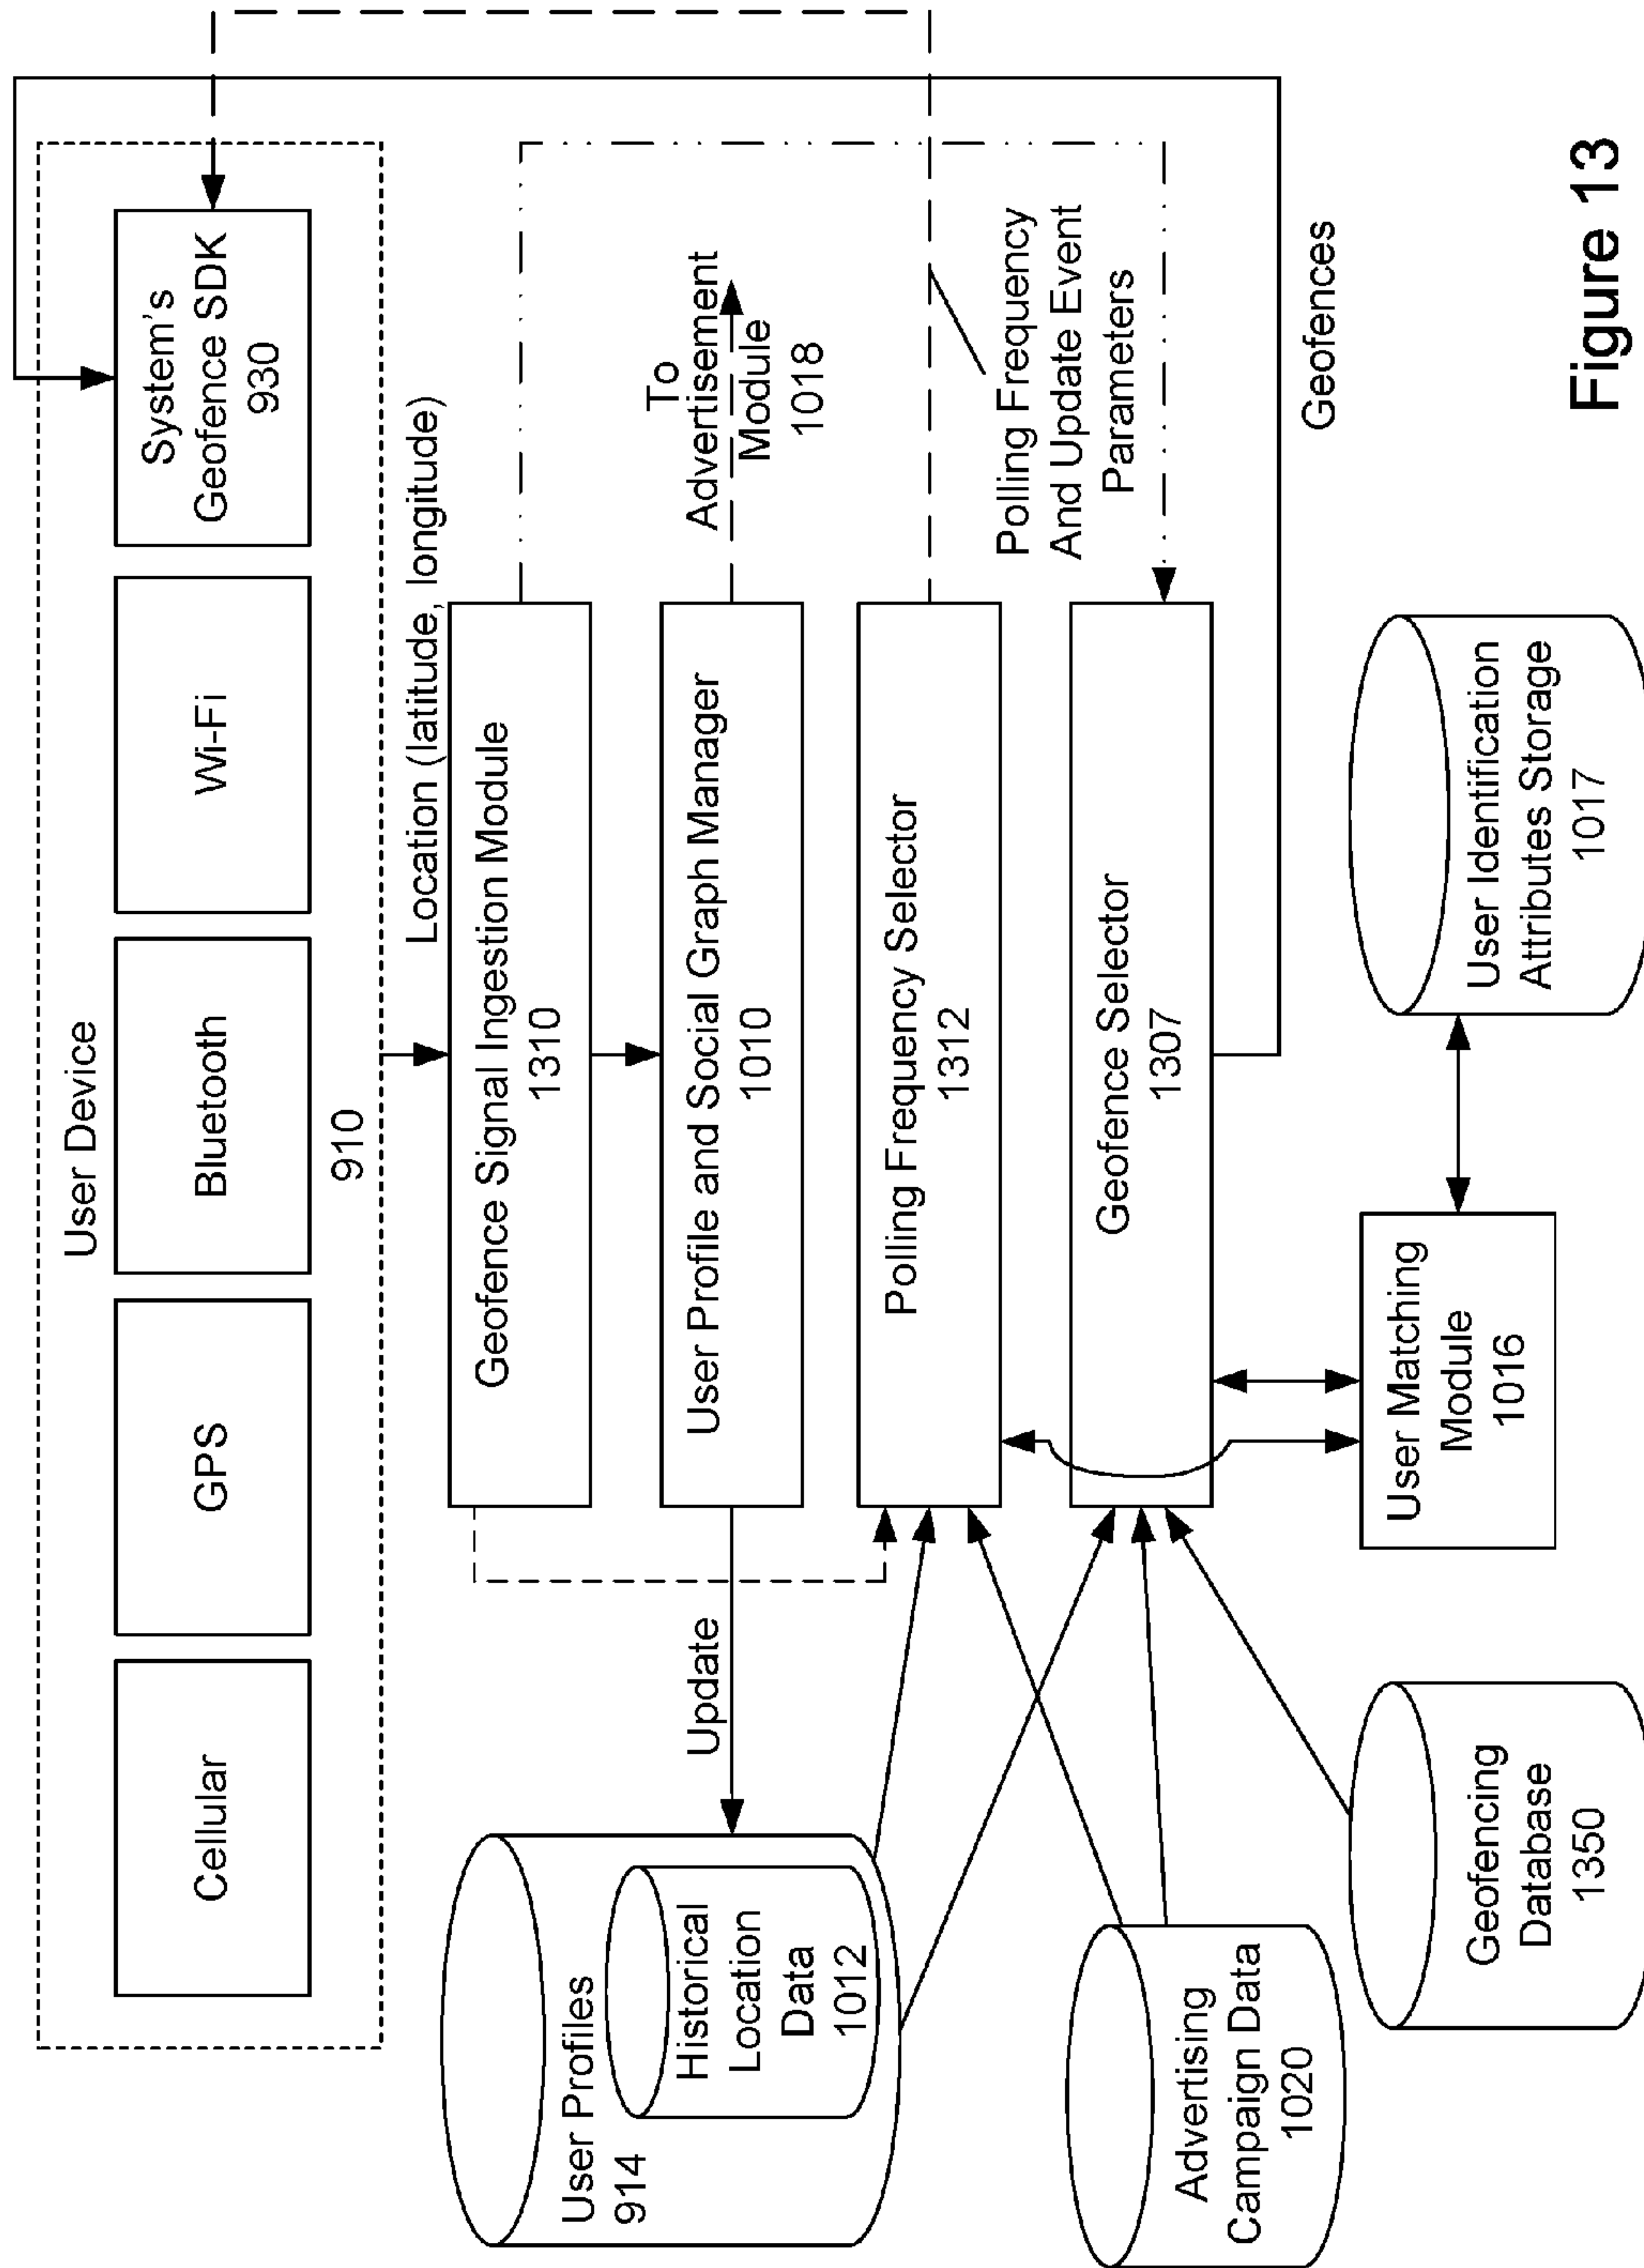 User Device
Cellular
GPS
Bluetooth
Wi-Fi
System's
Geofence SDK
930
910
Location (latitude, longitude)
Geofence Signal Ingestion Module
1310
User Profiles
914
Historical
Location
Data
1012
Update
User Profile and Social Graph Manager
1010
To
Advertisement
Module
1018
Polling Frequency Selector
1312
Polling Frequency
And Update Event
Parameters
Advertising
Campaign Data
1020
Geofence Selector
1307
Geofences
Geofencing
Database
1350
User Matching
Module
1016
User Identification
Attributes Storage
1017
Figure 13